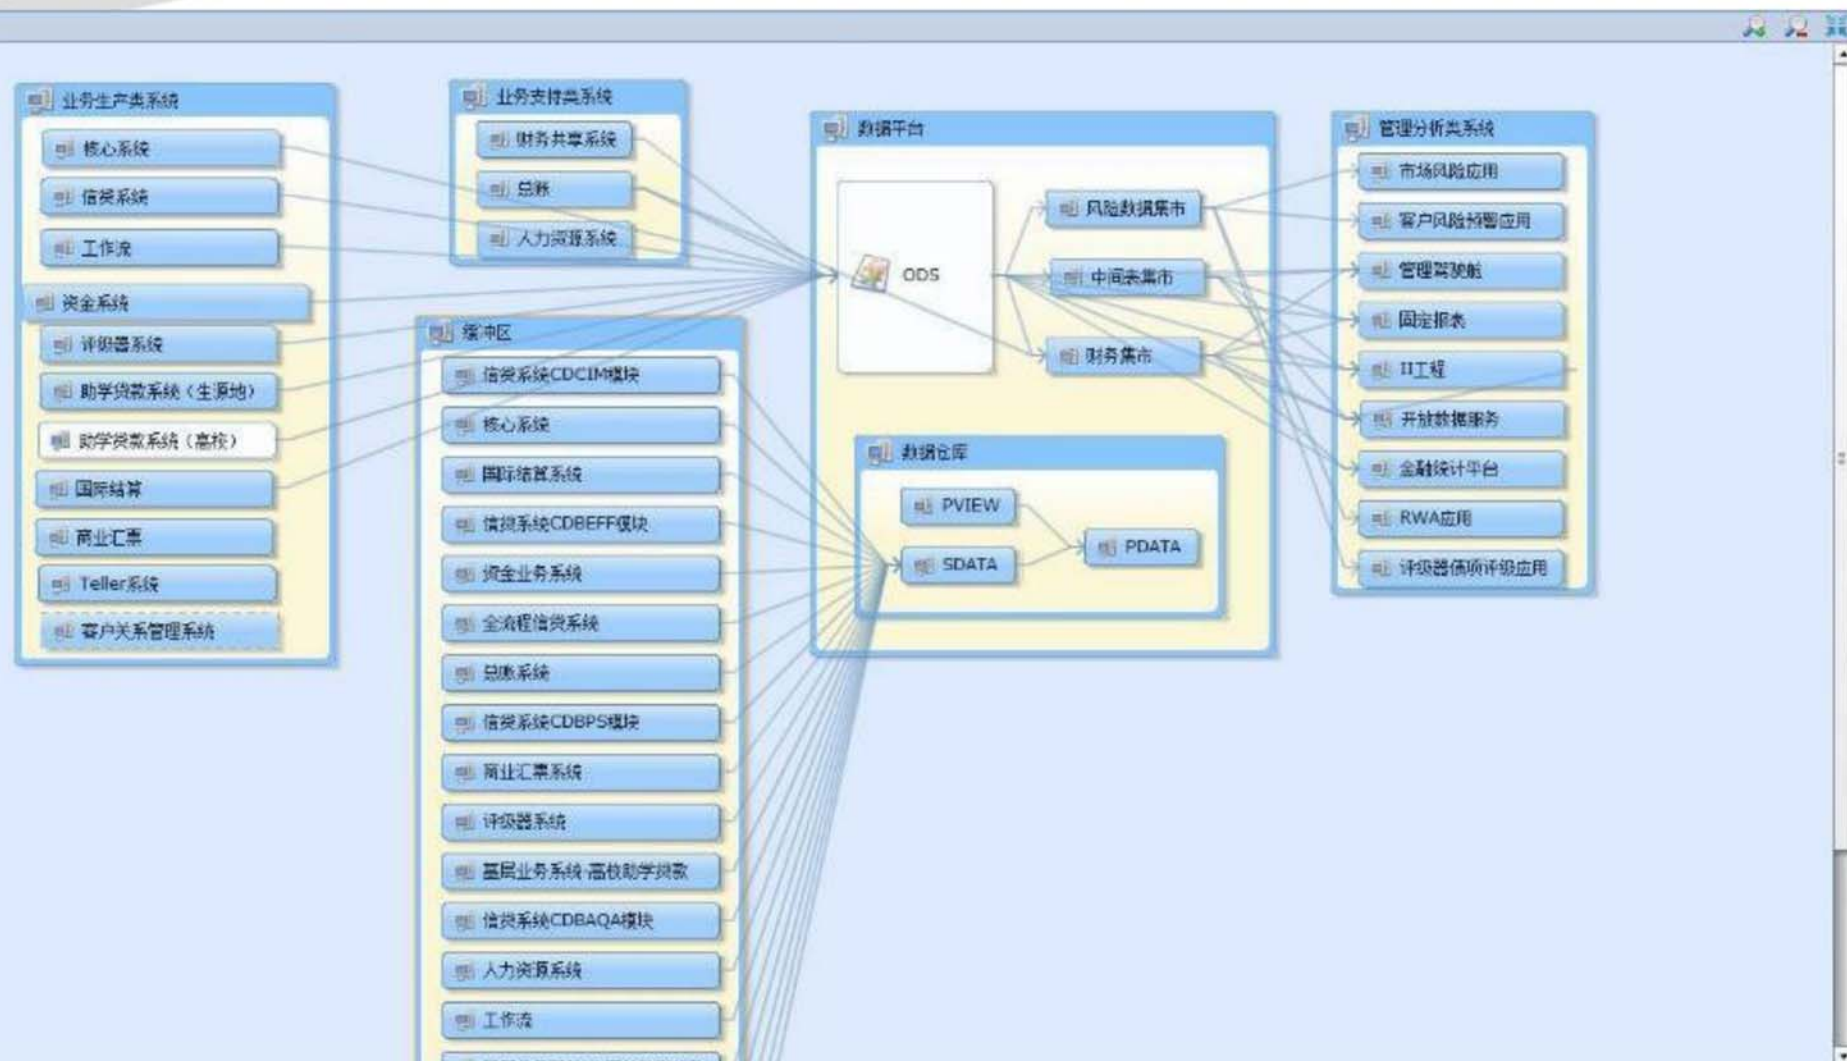 业务生产类系统
核心系统
信贷系统
工作流
资金系统
评级器系统
助学贷款系统（生源地）
助学贷款系统（高校）
国际结算
商业汇票
Teller系统
客户关系管理系统
业务支持类系统
财务共享系统
总账
人力资源系统
缓冲区
信贷系统CDCIM模块
核心系统
国际结算系统
信贷系统CDBEFF模块
资金业务系统
全流程信贷系统
总账系统
信贷系统CDBPS模块
商业汇票系统
评级器系统
基层业务系统-高校助学贷款
信贷系统CDBAQA模块
人力资源系统
工作流
数据平台
ODS
风险数据集市
中间表集市
财务集市
数据仓库
PVIEW
SDATA
PDATA
管理分析类系统
市场风险应用
客户风险预警应用
管理驾驶舱
固定报表
II工程
开放数据服务
金融统计平台
RWA应用
评级器债项评级应用